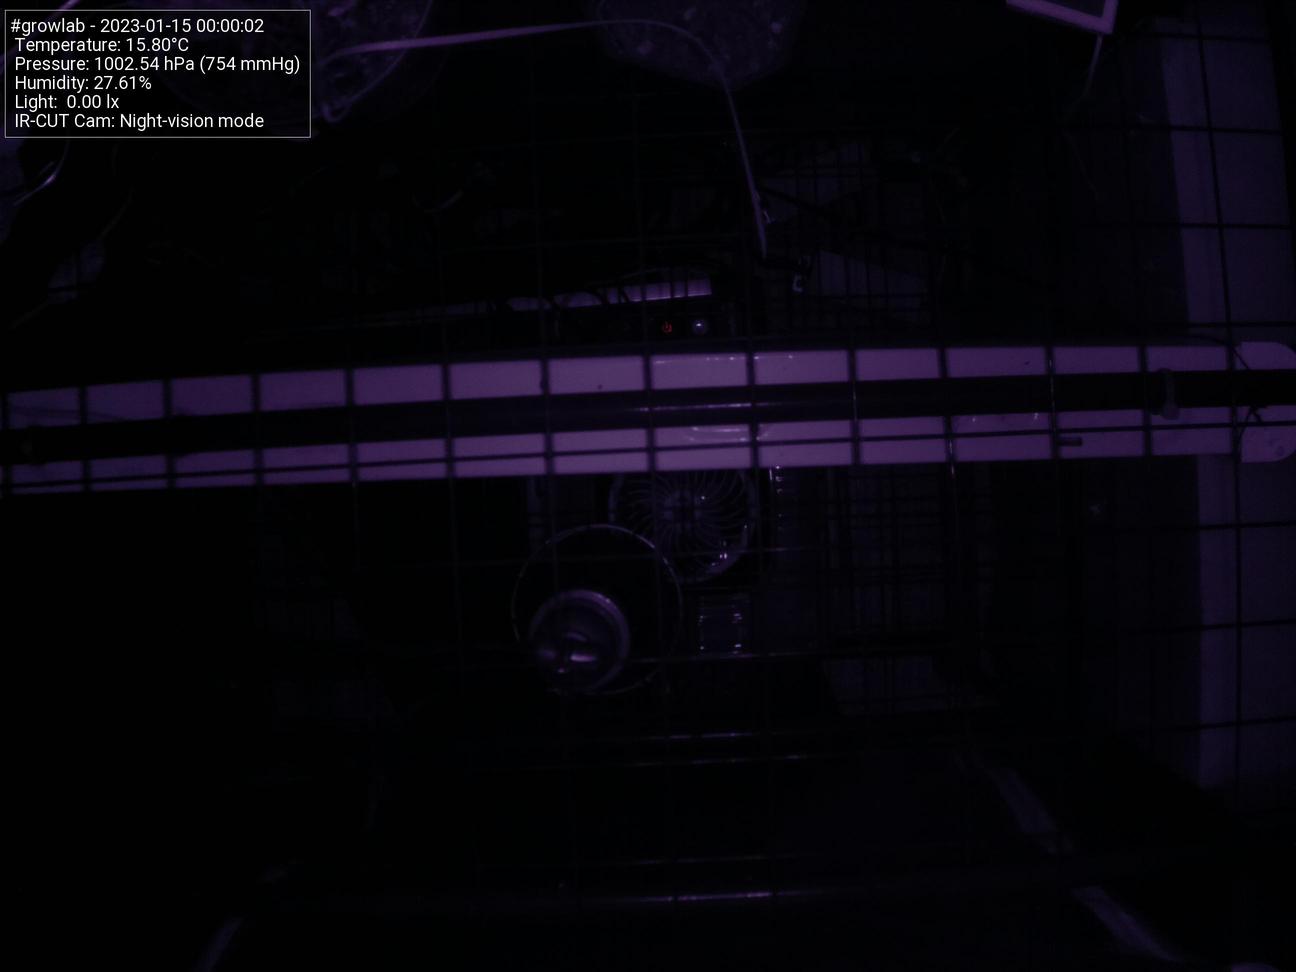 #growlab - 2023-01-15 00:00:02
Temperature: 15.80°C
Pressure: 1002.54 hPa (754 mmHg)
Humidity: 27.61%
Light: 0.00 lx
IR-CUT Cam: Night-vision mode